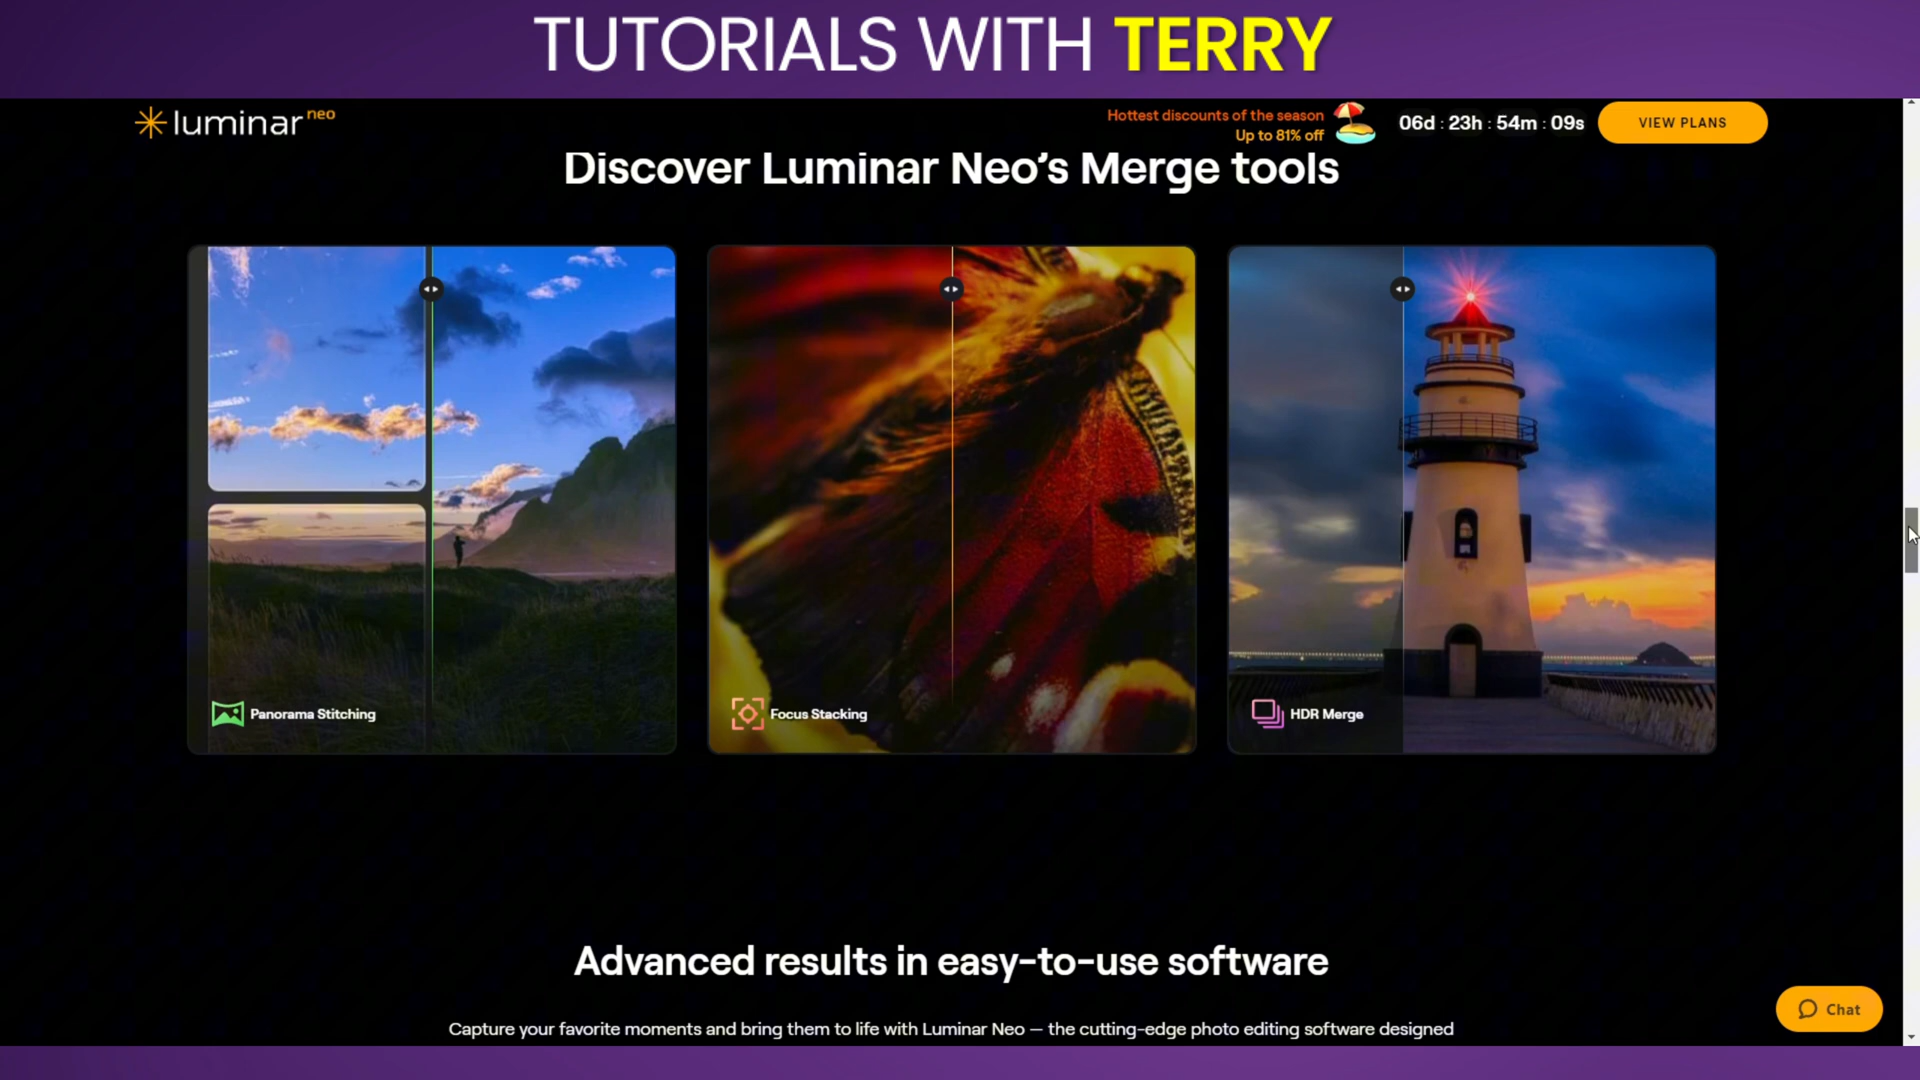 TUTORIALS WITH TERRY
luminar neo
Hottest discounts of the season
Up to 81% off
06d : 23h : 54m : 09s
VIEW PLANS
Discover Luminar Neo's Merge tools
Panorama Stitching
Focus Stacking
HDR Merge
Advanced results in easy-to-use software
Capture your favorite moments and bring them to life with Luminar Neo — the cutting-edge photo editing software designed
Chat